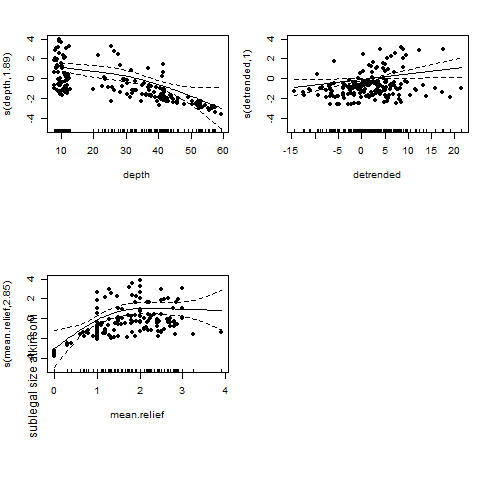 s(depth,1.89)
4
2
0
-2
-4
10 20 30 40 50 60
depth
s(detrended,1)
4
2
0
-2
-4
-15 -5 0 5 10 15 20
detrended
s(mean.relief,2.85)
sublegal size atkinsoni
4
2
0
-2
-4
0 1 2 3 4
mean.relief